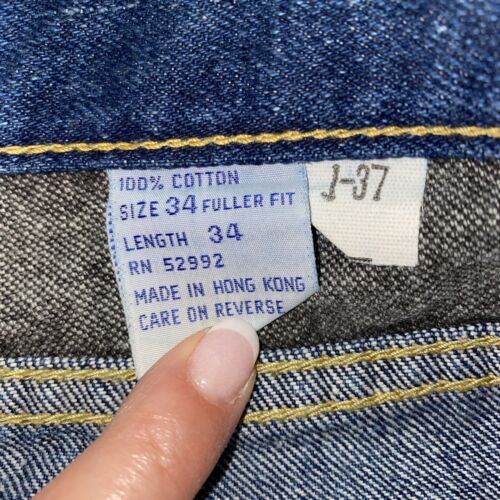 100% COTTON
SIZE 34 FULLER FIT
LENGTH 34
RN 52992
MADE IN HONG KONG
CARE ON REVERSE
J-37